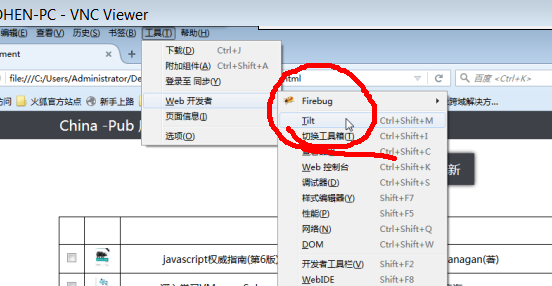 OHEN-PC - VNC Viewer
编辑(E) 查看(V) 历史(S) 书签(B) 工具(T) 帮助(H)
ment
下载(D) Ctrl+J
附加组件(A) Ctrl+Shift+A
登录至 同步(Y)
Web 开发者
页面信息(I)
选项(O)
file:///C:/Users/Administrator/De
html
百度 <Ctrl+K>
访问 火狐官方站点 新手上路
跨域解决方...
China -Pub
Firebug
Tilt Ctrl+Shift+M
切换工具箱(T) Ctrl+Shift+I
Ctrl+Shift+C
Web 控制台 Ctrl+Shift+K
调试器(D) Ctrl+Shift+S
样式编辑器(Y) Shift+F7
性能(P) Shift+F5
网络(N) Ctrl+Shift+Q
DOM Ctrl+Shift+W
开发者工具栏(V) Shift+F2
WebIDE Shift+F8
新
javascript权威指南(第6版)
anagan(著)